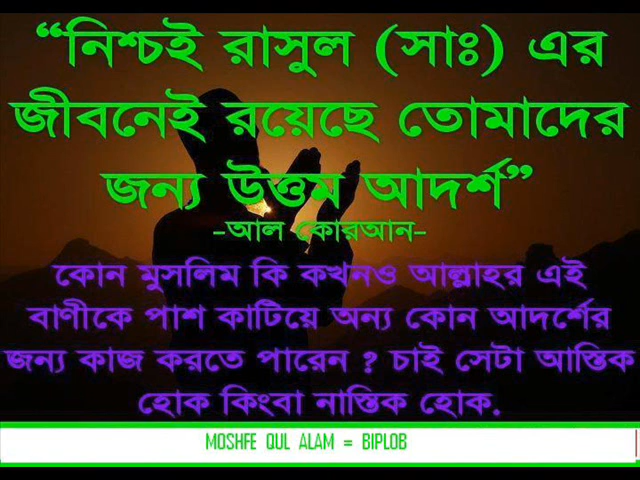 “নিশ্চই রাসুল (সাঃ) এর
জীবনেই রয়েছে তোমাদের
জন্য উত্তম আদর্শ”
-আল কোরআন-
কোন মুসলিম কি কখনও আল্লাহর এই
বাণীকে পাশ কাটিয়ে অন্য কোন আদর্শের
জন্য কাজ করতে পারেন ? চাই সেটা আস্তিক
হোক কিংবা নাস্তিক হোক.
MOSHFE QUL ALAM = BIPLOB